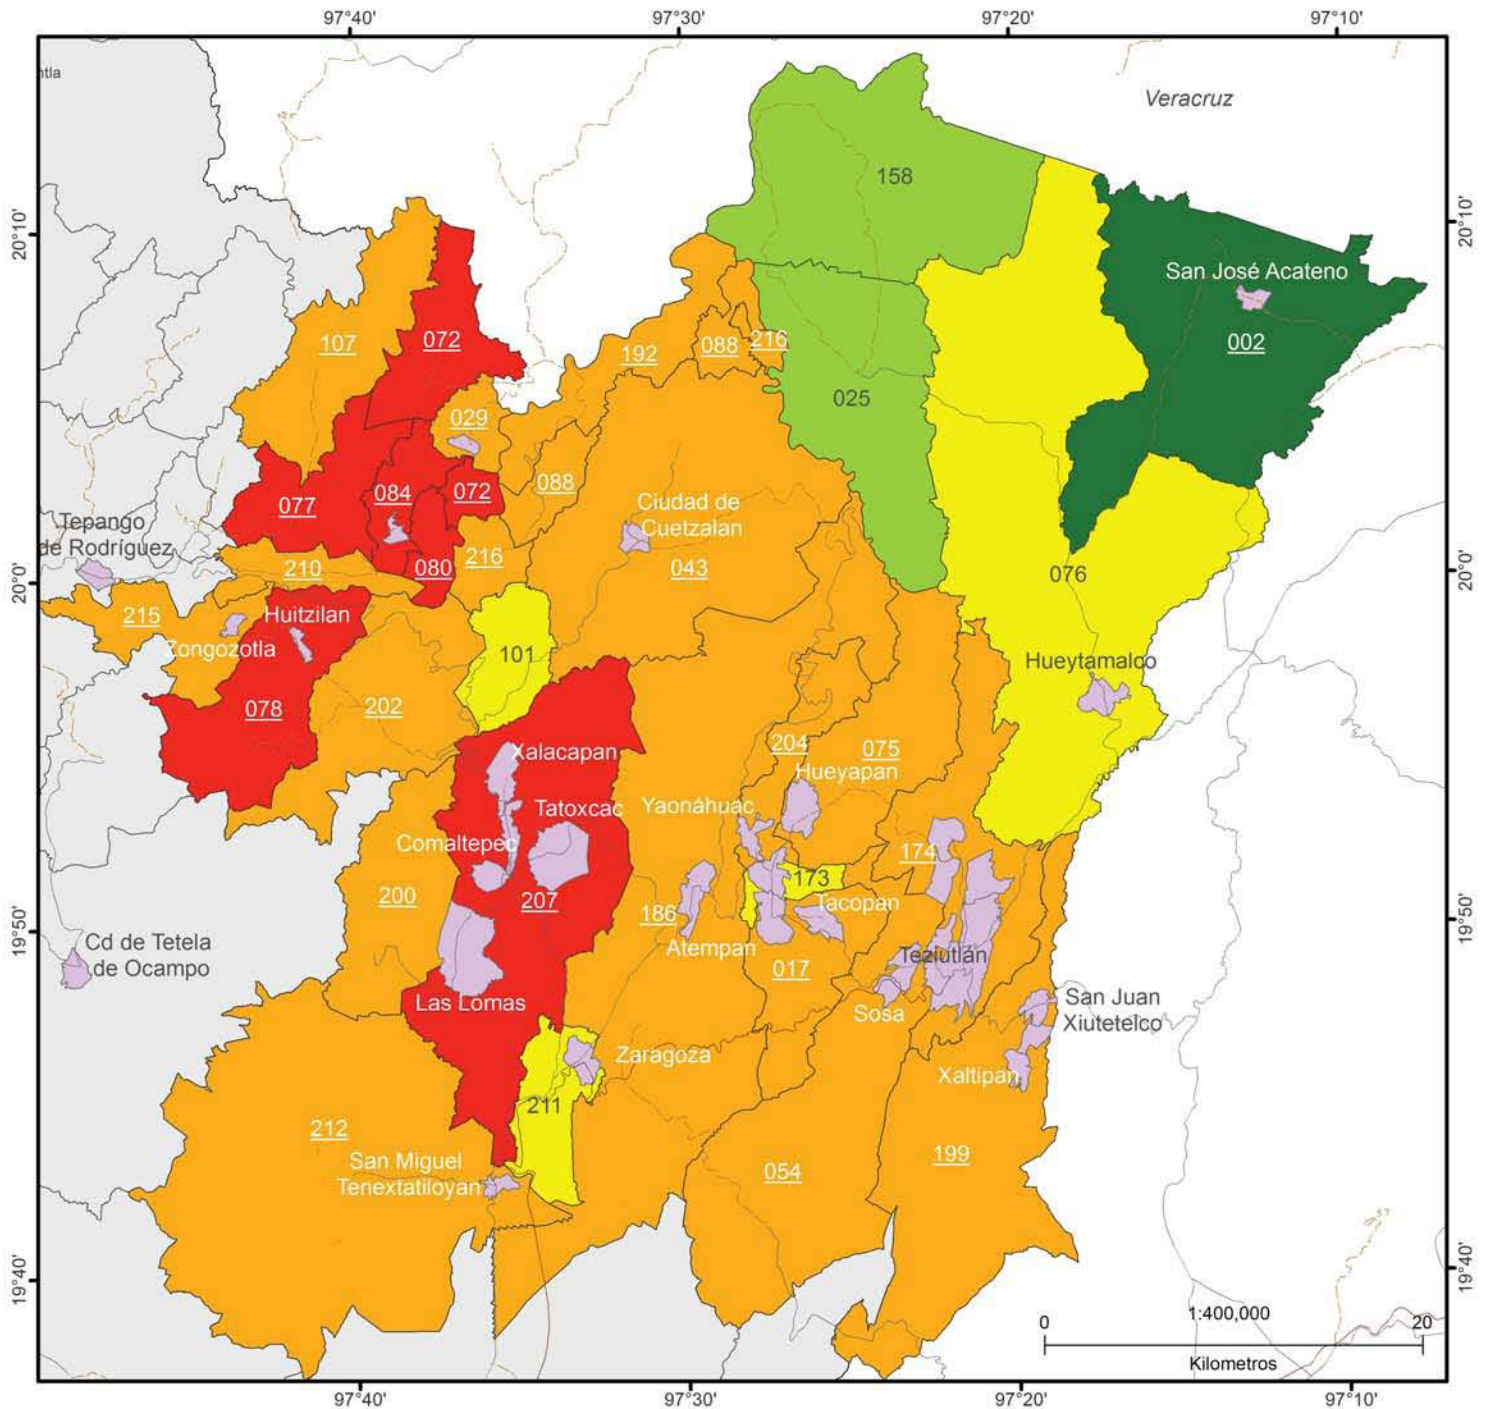 97°40'
97°30'
97°20'
97°10'
ntla
Veracruz
158
20°10'
20°10'
San José Acateno
002
107
072
192
088
216
025
029
077
084
072
088
Ciudad de
Cuetzalan
Tepango
de Rodríguez
210
080
216
043
076
20°0'
20°0'
215
Huitzilan
Zongozotla
101
Hueytamalco
078
202
204
075
Xalacapan
Hueyapan
Tatoxcac
Yaonáhuac
Comaltepec
174
173
200
207
186
Tacopan
19°50'
19°50'
Cd de Tetela
de Ocampo
Atempan
017
Teziutlán
Las Lomas
Sosa
San Juan
Xiutetelco
Zaragoza
Xaltipan
211
212
San Miguel
Tenextatiloyan
054
199
19°40'
19°40'
0
1:400,000
20
Kilometros
97°40'
97°30'
97°20'
97°10'